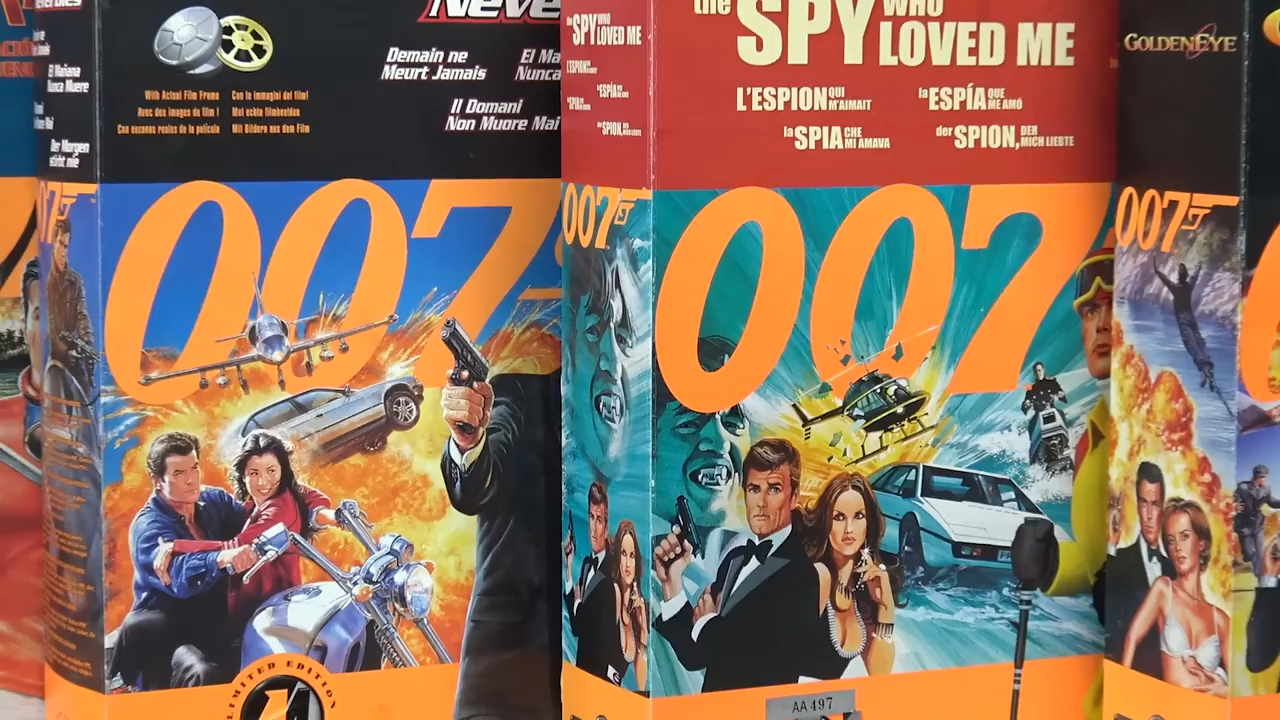 Neve
Demain ne
Meurt Jamais
El Ma
Nunca
Il Domani
Non Muore Mai
With Actual Film Frame
Con le immagini del film!
Avec des images du film !
Met echte filmbeelden
Con escenas reales de la película
Mit Bildern aus dem Film
El Mañana
Nunca Muere
Der Morgen
stirbt nie
007
007
LIMITED EDITION
the SPY WHO LOVED ME
007
the SPY WHO LOVED ME
L'ESPION QUI M'AIMAIT
la ESPÍA QUE ME AMÓ
la SPIA CHE MI AMAVA
der SPION, DER MICH LIEBTE
007
AA 497
GOLDENEYE
007